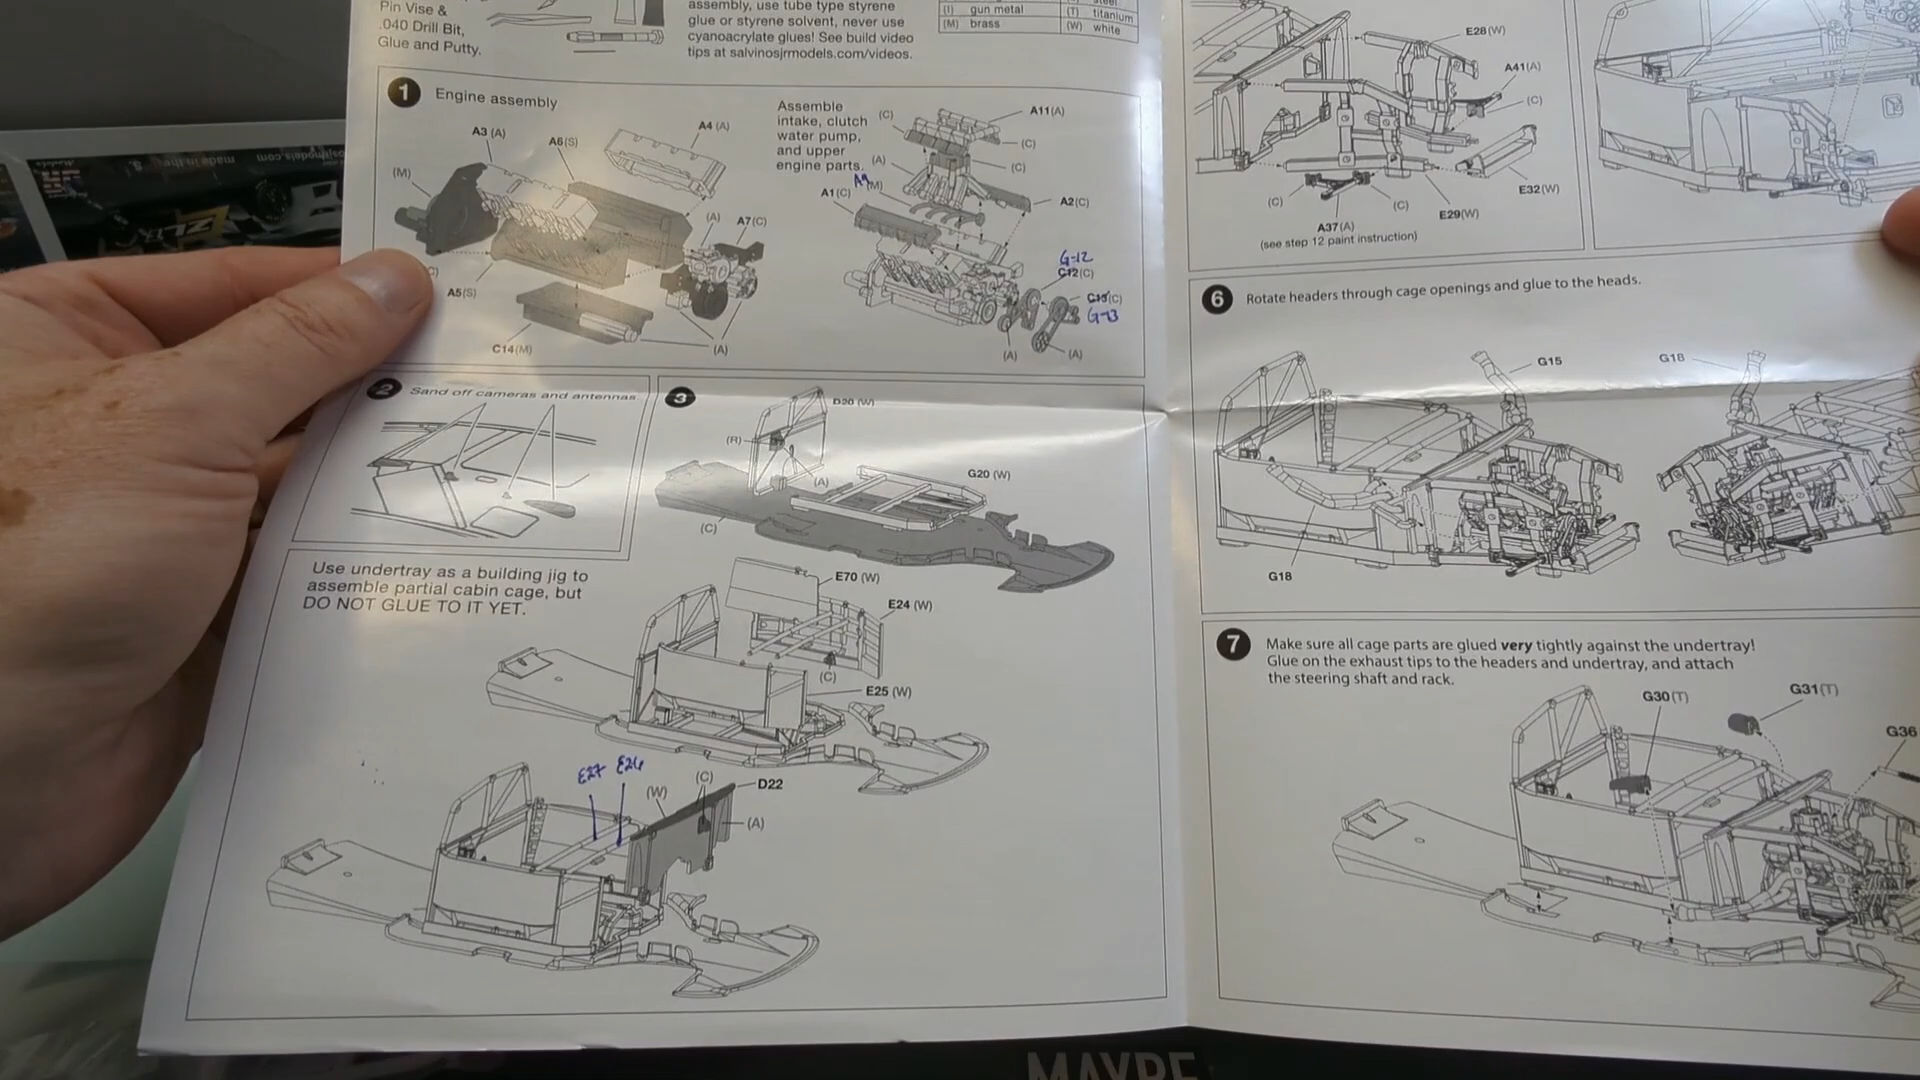 Pin Vise &
.040 Drill Bit,
Glue and Putty.
assembly, use tube type styrene
glue or styrene solvent, never use
cyanoacrylate glues! See build video
tips at salvinosjrmodels.com/videos.
(I) gun metal
(T) titanium
(M) brass
(W) white
1 Engine assembly
A3 (A)
A6(S)
A4 (A)
(M)
(A)
A7(C)
A5(S)
C14(M)
(A)
Assemble
intake, clutch
water pump,
and upper
engine parts.
(C)
A11(A)
(C)
(C)
(A)
A9
(M)
A1(C)
A2(C)
G-12
C12(C)
G-13
(A)
(A)
2 Sand off cameras and antennas
3
D20 (W)
(R)
(A)
G20 (W)
(C)
Use undertray as a building jig to
assemble partial cabin cage, but
DO NOT GLUE TO IT YET.
E70 (W)
E24 (W)
(C)
E25 (W)
E27 E26
(C)
D22
(W)
(A)
E28(W)
A41(A)
(C)
E32(W)
(C)
(C)
E29(W)
A37(A)
(see step 12 paint instruction)
6 Rotate headers through cage openings and glue to the heads.
G15
G18
G18
7 Make sure all cage parts are glued very tightly against the undertray!
Glue on the exhaust tips to the headers and undertray, and attach
the steering shaft and rack.
G30(T)
G31(T)
G36